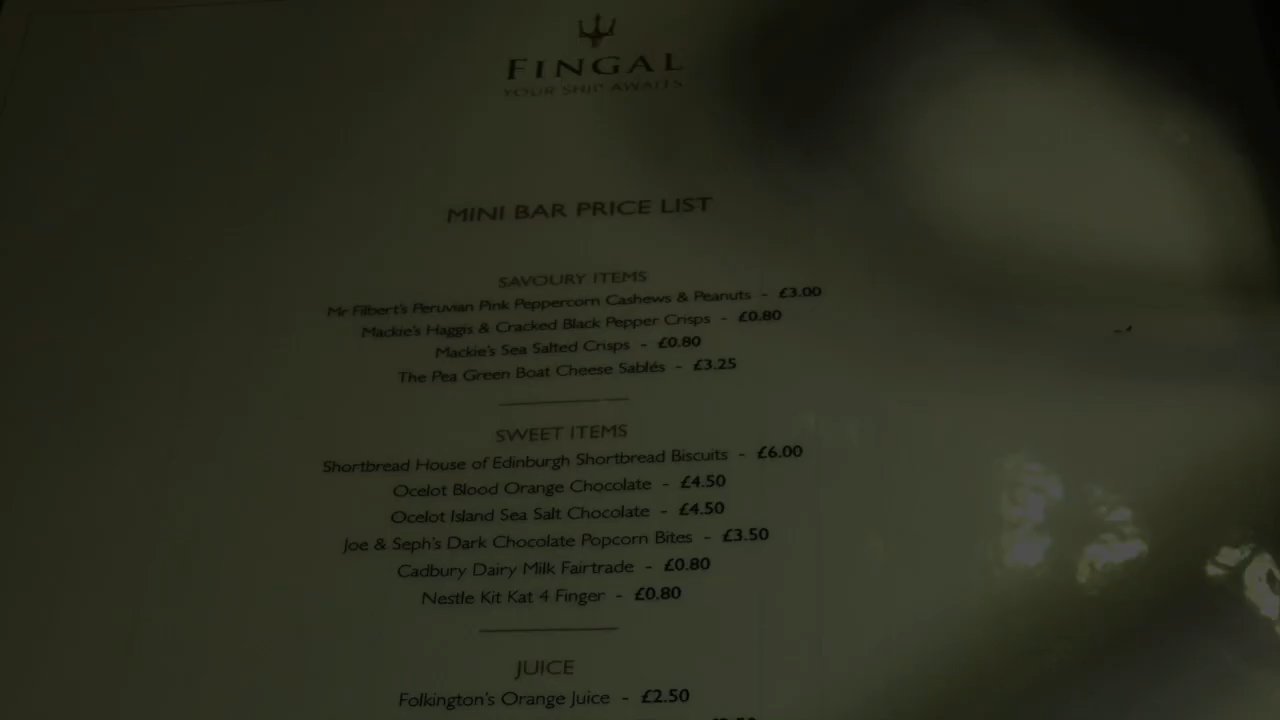 FINGAL
YOUR SHIP AWAITS
MINI BAR PRICE LIST
SAVOURY ITEMS
Mr Filbert's Peruvian Pink Peppercorn Cashews & Peanuts - £3.00
Mackie's Haggis & Cracked Black Pepper Crisps - £0.80
Mackie's Sea Salted Crisps - £0.80
The Pea Green Boat Cheese Sablés - £3.25
SWEET ITEMS
Shortbread House of Edinburgh Shortbread Biscuits - £6.00
Ocelot Blood Orange Chocolate - £4.50
Ocelot Island Sea Salt Chocolate - £4.50
Joe & Seph's Dark Chocolate Popcorn Bites - £3.50
Cadbury Dairy Milk Fairtrade - £0.80
Nestle Kit Kat 4 Finger - £0.80
JUICE
Folkington's Orange Juice - £2.50